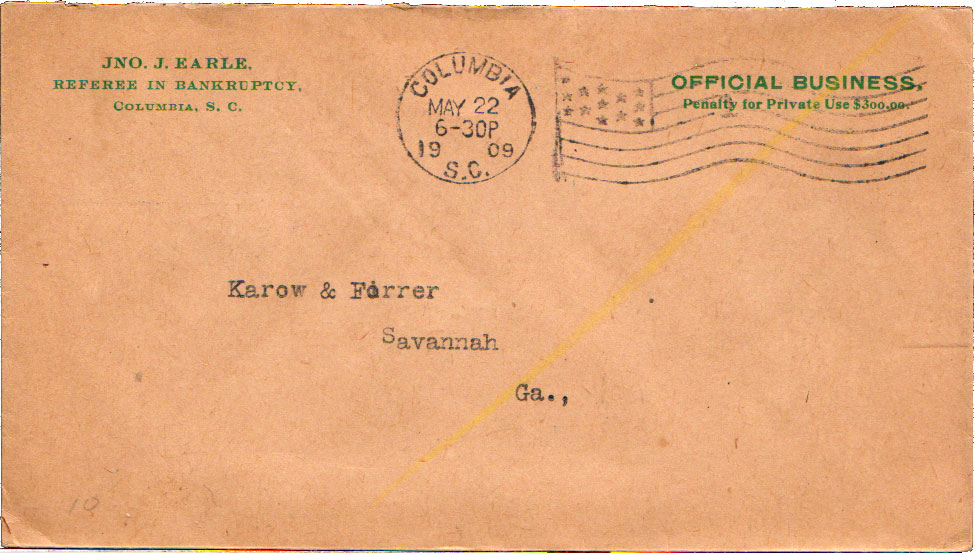 JNO. J. EARLE,
REFEREE IN BANKRUPTCY,
COLUMBIA, S. C.
COLUMBIA
MAY 22
6-30P
19 09
S.C.
OFFICIAL BUSINESS.
Penalty for Private Use $300.00.
Karow &
Savannah
Ga.,
10